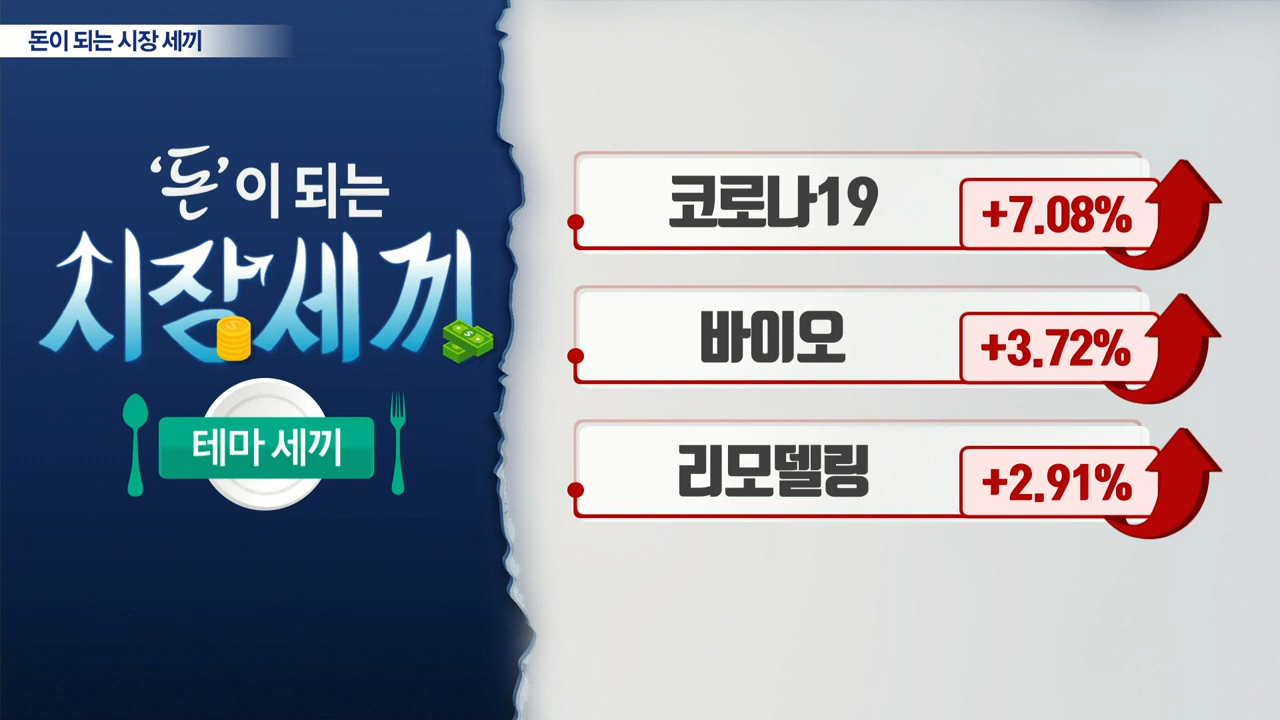 돈이 되는 시장 세끼
‘돈’이 되는
시장세끼
테마 세끼
코로나19 +7.08%
바이오 +3.72%
리모델링 +2.91%